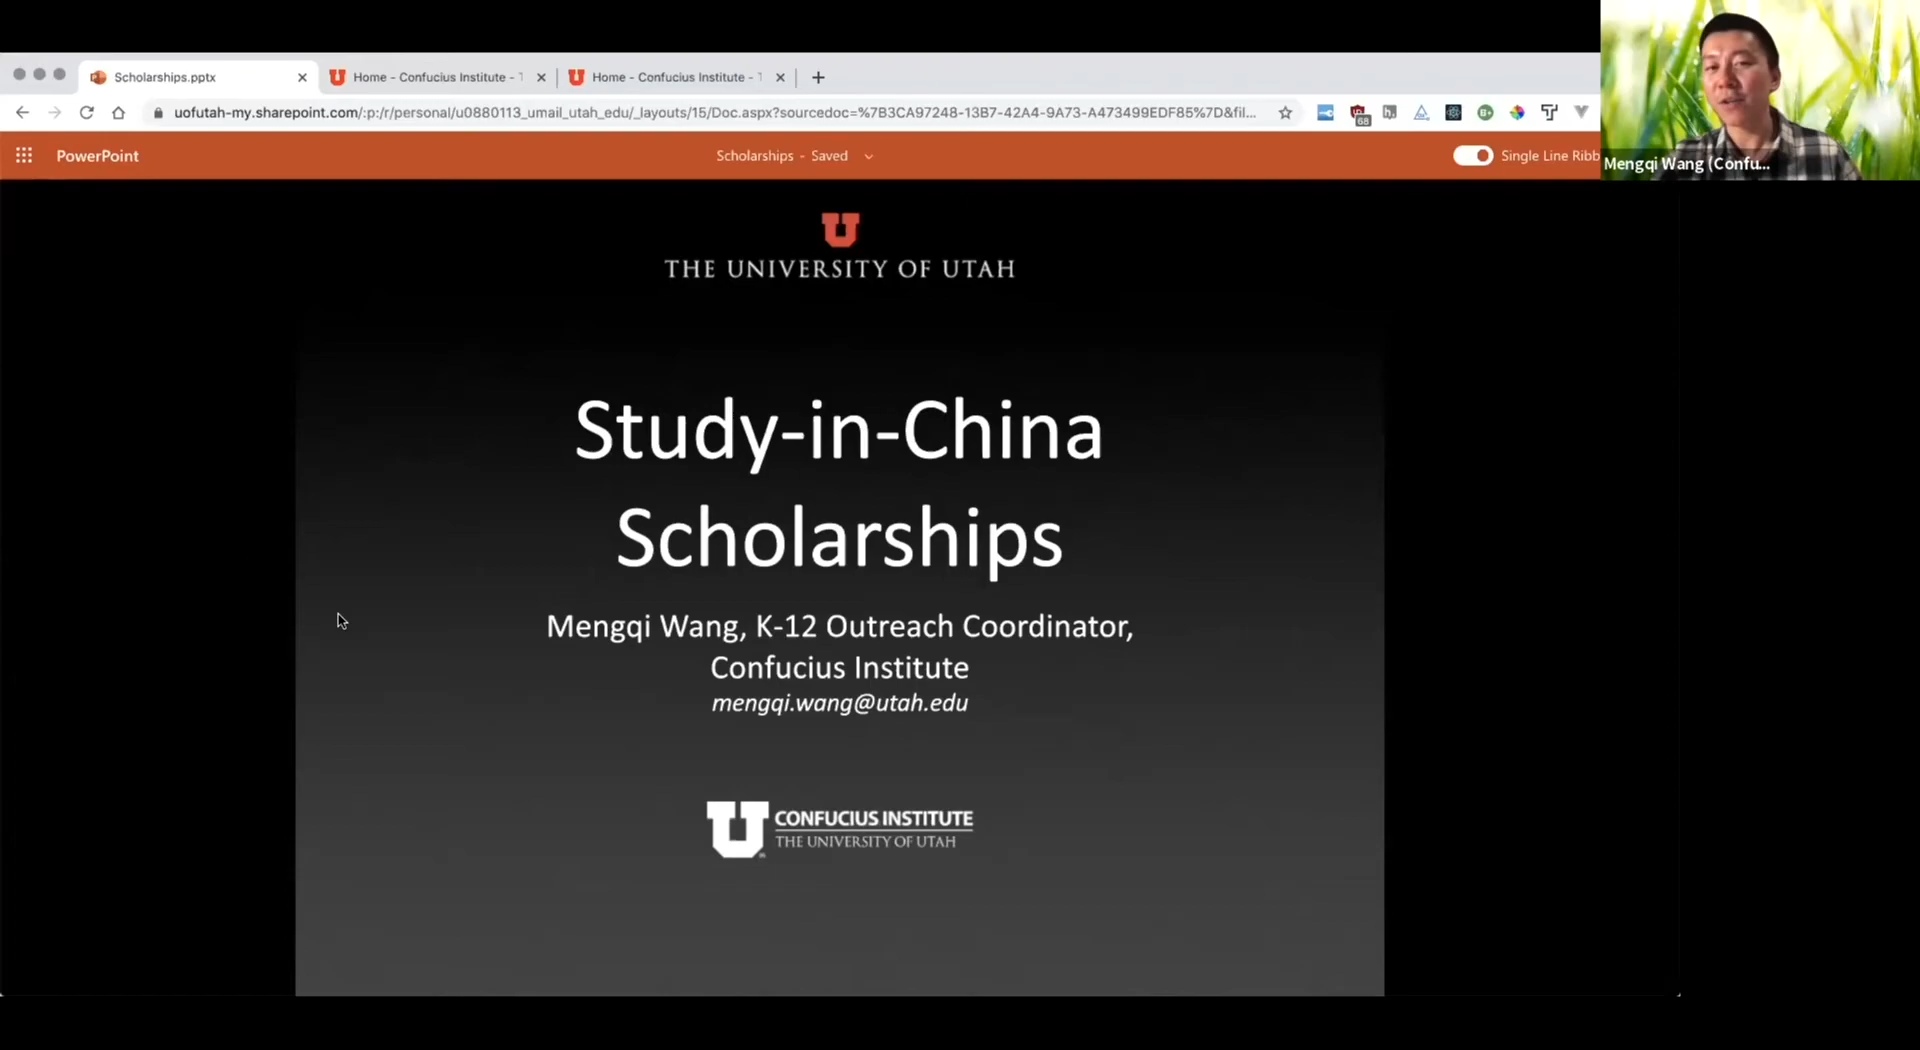 Scholarships.pptx
Home - Confucius Institute - T
Home - Confucius Institute - T
uofutah-my.sharepoint.com/:p:/r/personal/u0880113_umail_utah_edu/_layouts/15/Doc.aspx?sourcedoc=%7B3CA97248-13B7-42A4-9A73-A473499EDF85%7D&fil...
68
PowerPoint
Scholarships - Saved
Single Line Ribb
Mengqi Wang (Confu...
U
THE UNIVERSITY OF UTAH
Study-in-China
Scholarships
Mengqi Wang, K-12 Outreach Coordinator,
Confucius Institute
mengqi.wang@utah.edu
U CONFUCIUS INSTITUTE
THE UNIVERSITY OF UTAH